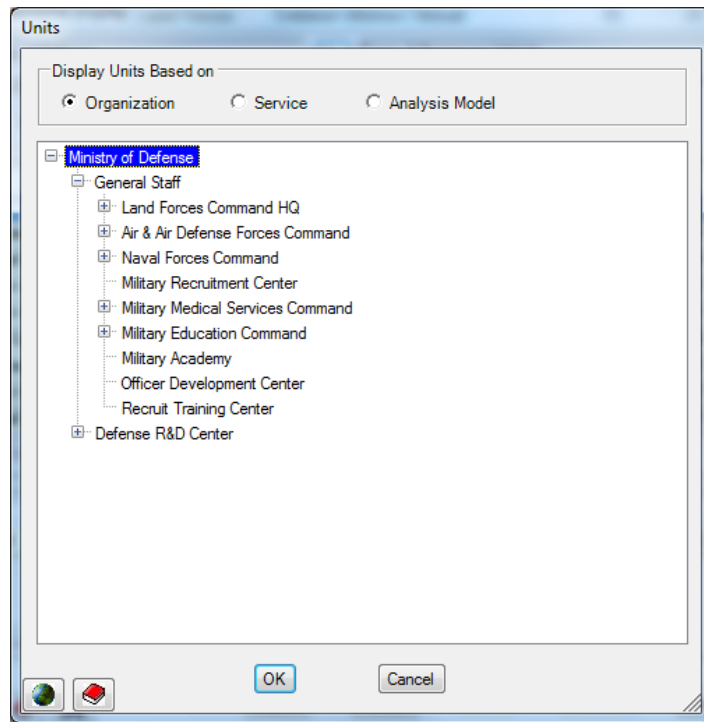 Units
Display Units Based on
Organization Service Analysis Model
Ministry of Defense
General Staff
Land Forces Command HQ
Air & Air Defense Forces Command
Naval Forces Command
Military Recruitment Center
Military Medical Services Command
Military Education Command
Military Academy
Officer Development Center
Recruit Training Center
Defense R&D Center
OK Cancel